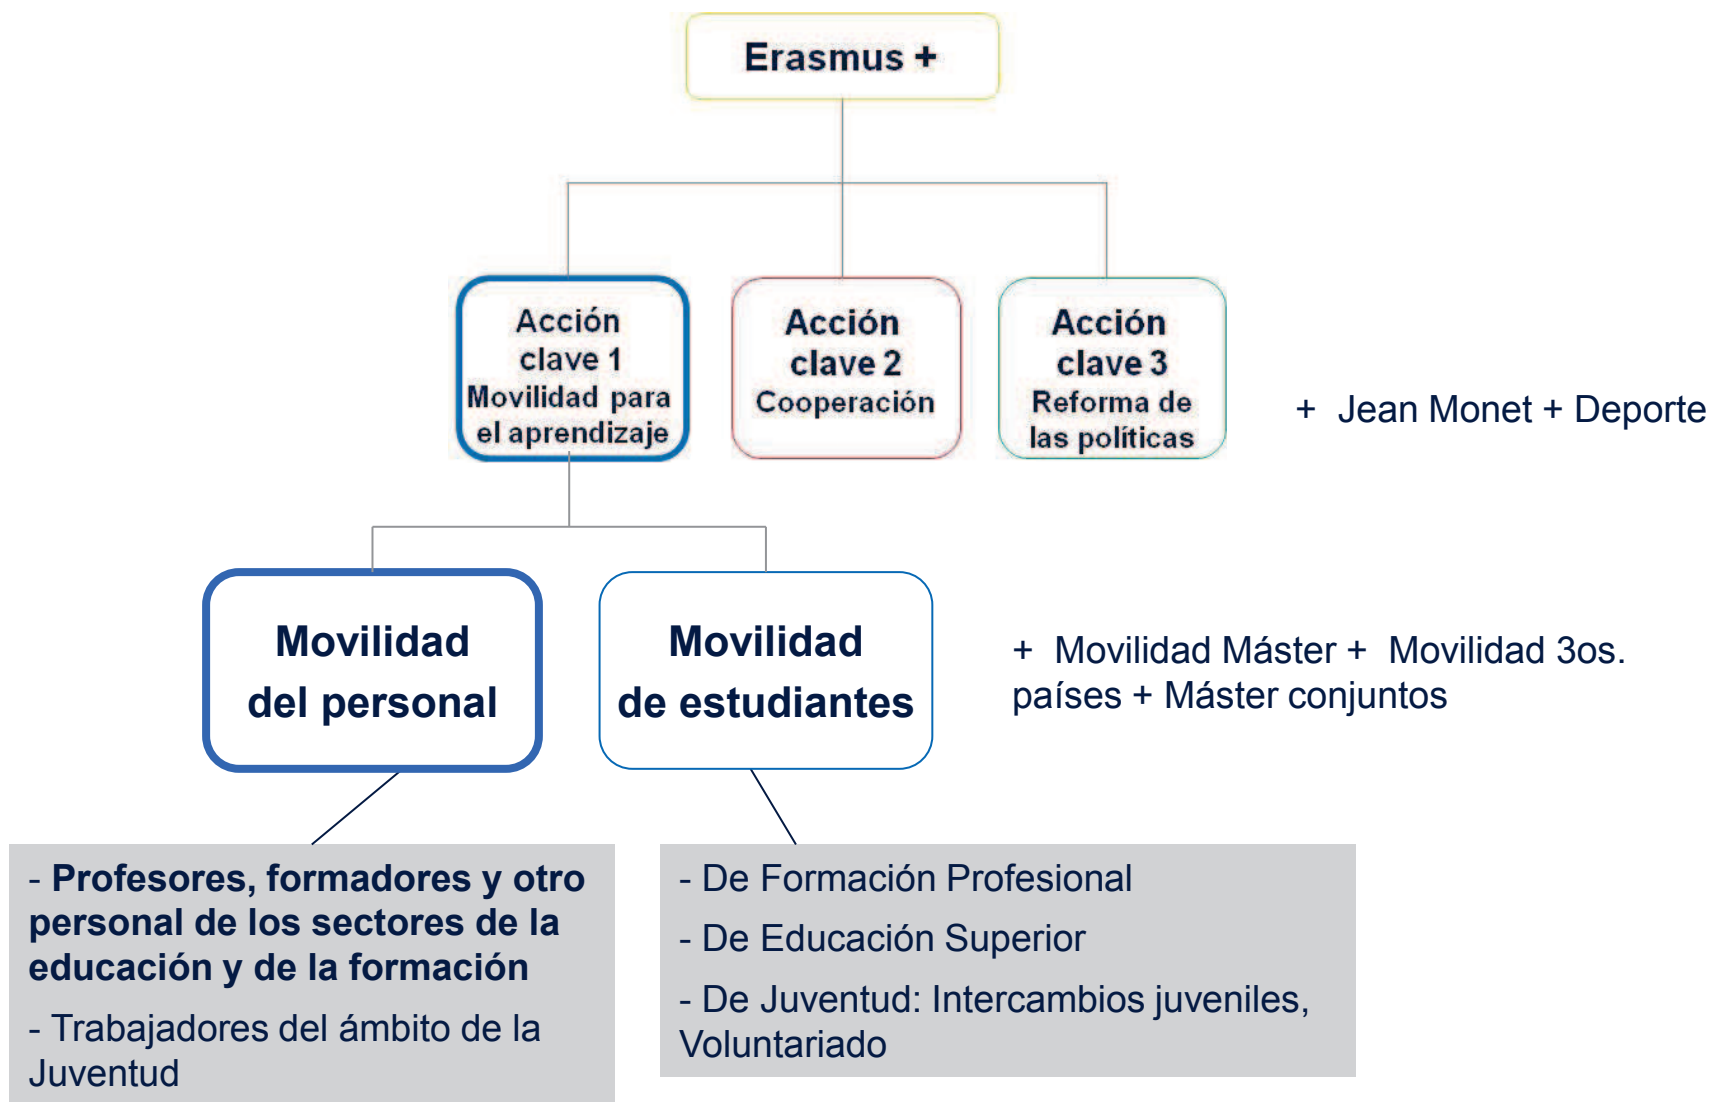 Erasmus +
Acción
clave 1
Movilidad para
el aprendizaje
Acción
clave 2
Cooperación
Acción
clave 3
Reforma de
las políticas
+ Jean Monet + Deporte
Movilidad
del personal
Movilidad
de estudiantes
+ Movilidad Máster + Movilidad 3os.
países + Máster conjuntos
- Profesores, formadores y otro
personal de los sectores de la
educación y de la formación
- Trabajadores del ámbito de la
Juventud
- De Formación Profesional
- De Educación Superior
- De Juventud: Intercambios juveniles,
Voluntariado